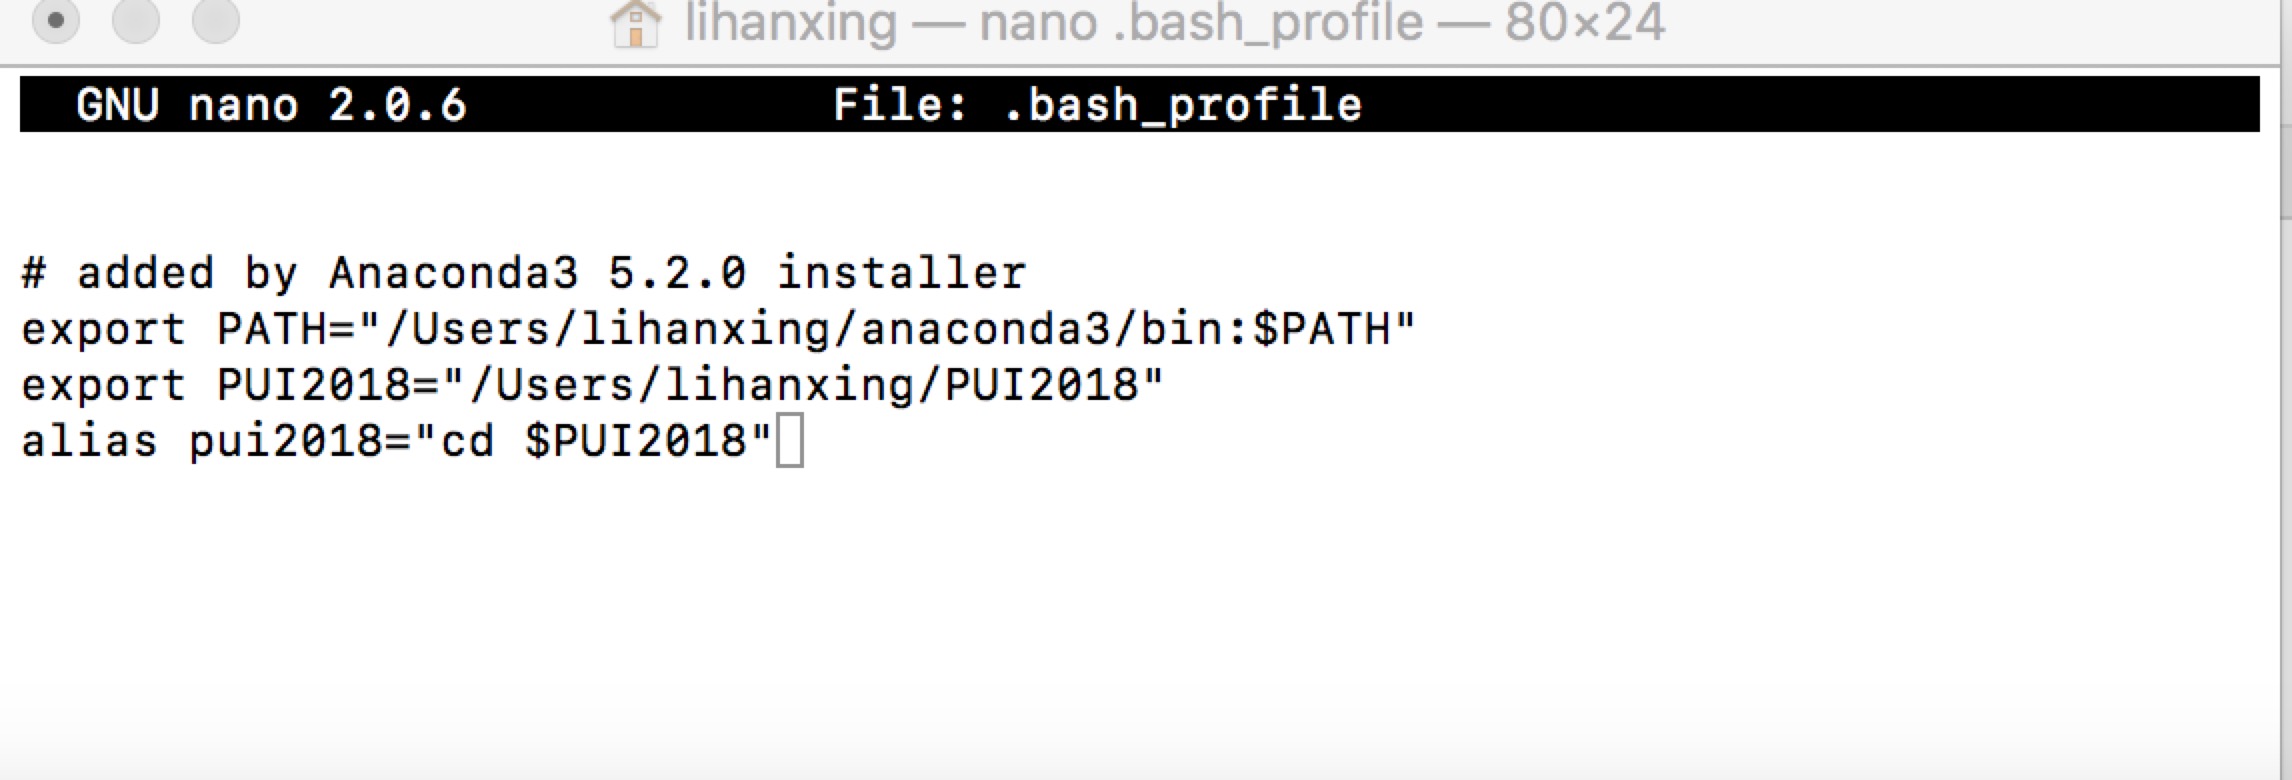 lihanxing — nano .bash_profile — 80×24
GNU nano 2.0.6 File: .bash_profile
# added by Anaconda3 5.2.0 installer
export PATH="/Users/lihanxing/anaconda3/bin:$PATH"
export PUI2018="/Users/lihanxing/PUI2018"
alias pui2018="cd $PUI2018"